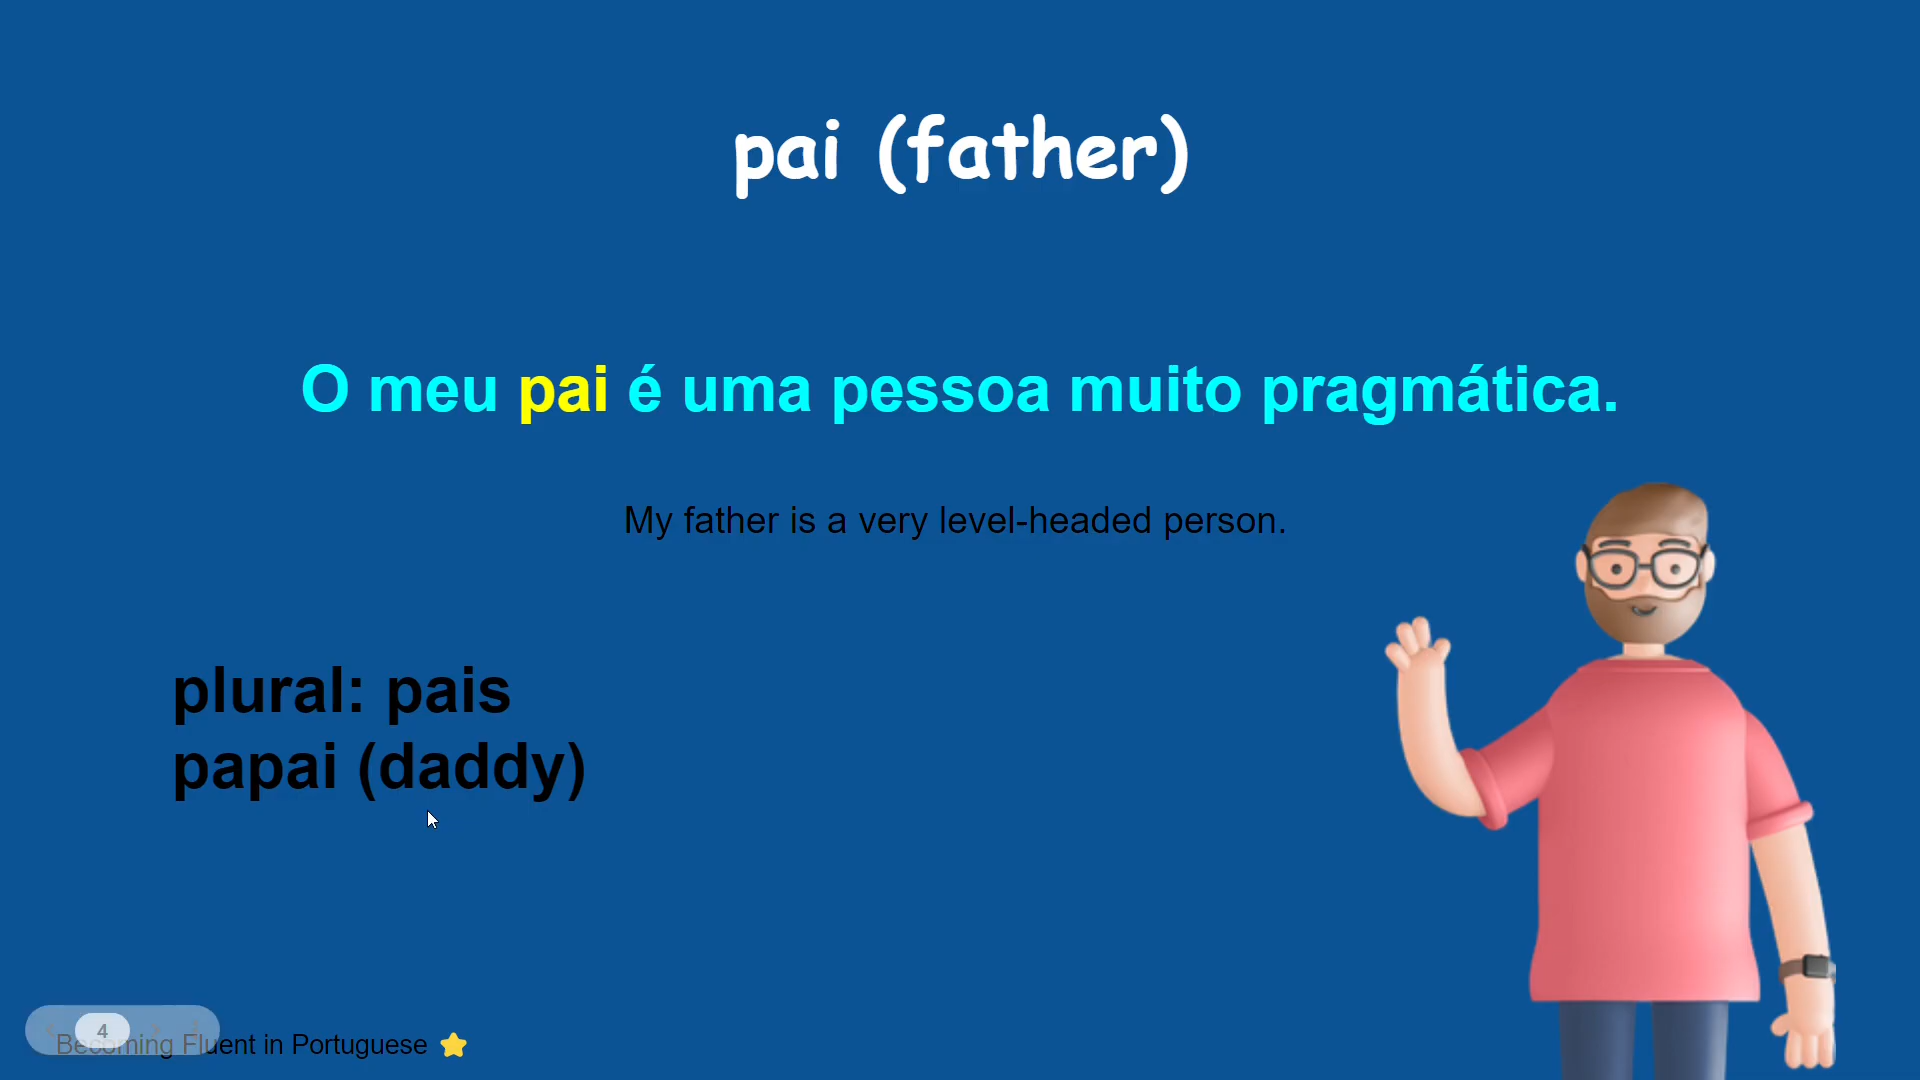 pai (father)
O meu pai é uma pessoa muito pragmática.
My father is a very level-headed person.
plural: pais
papai (daddy)
4
Becoming Fluent in Portuguese